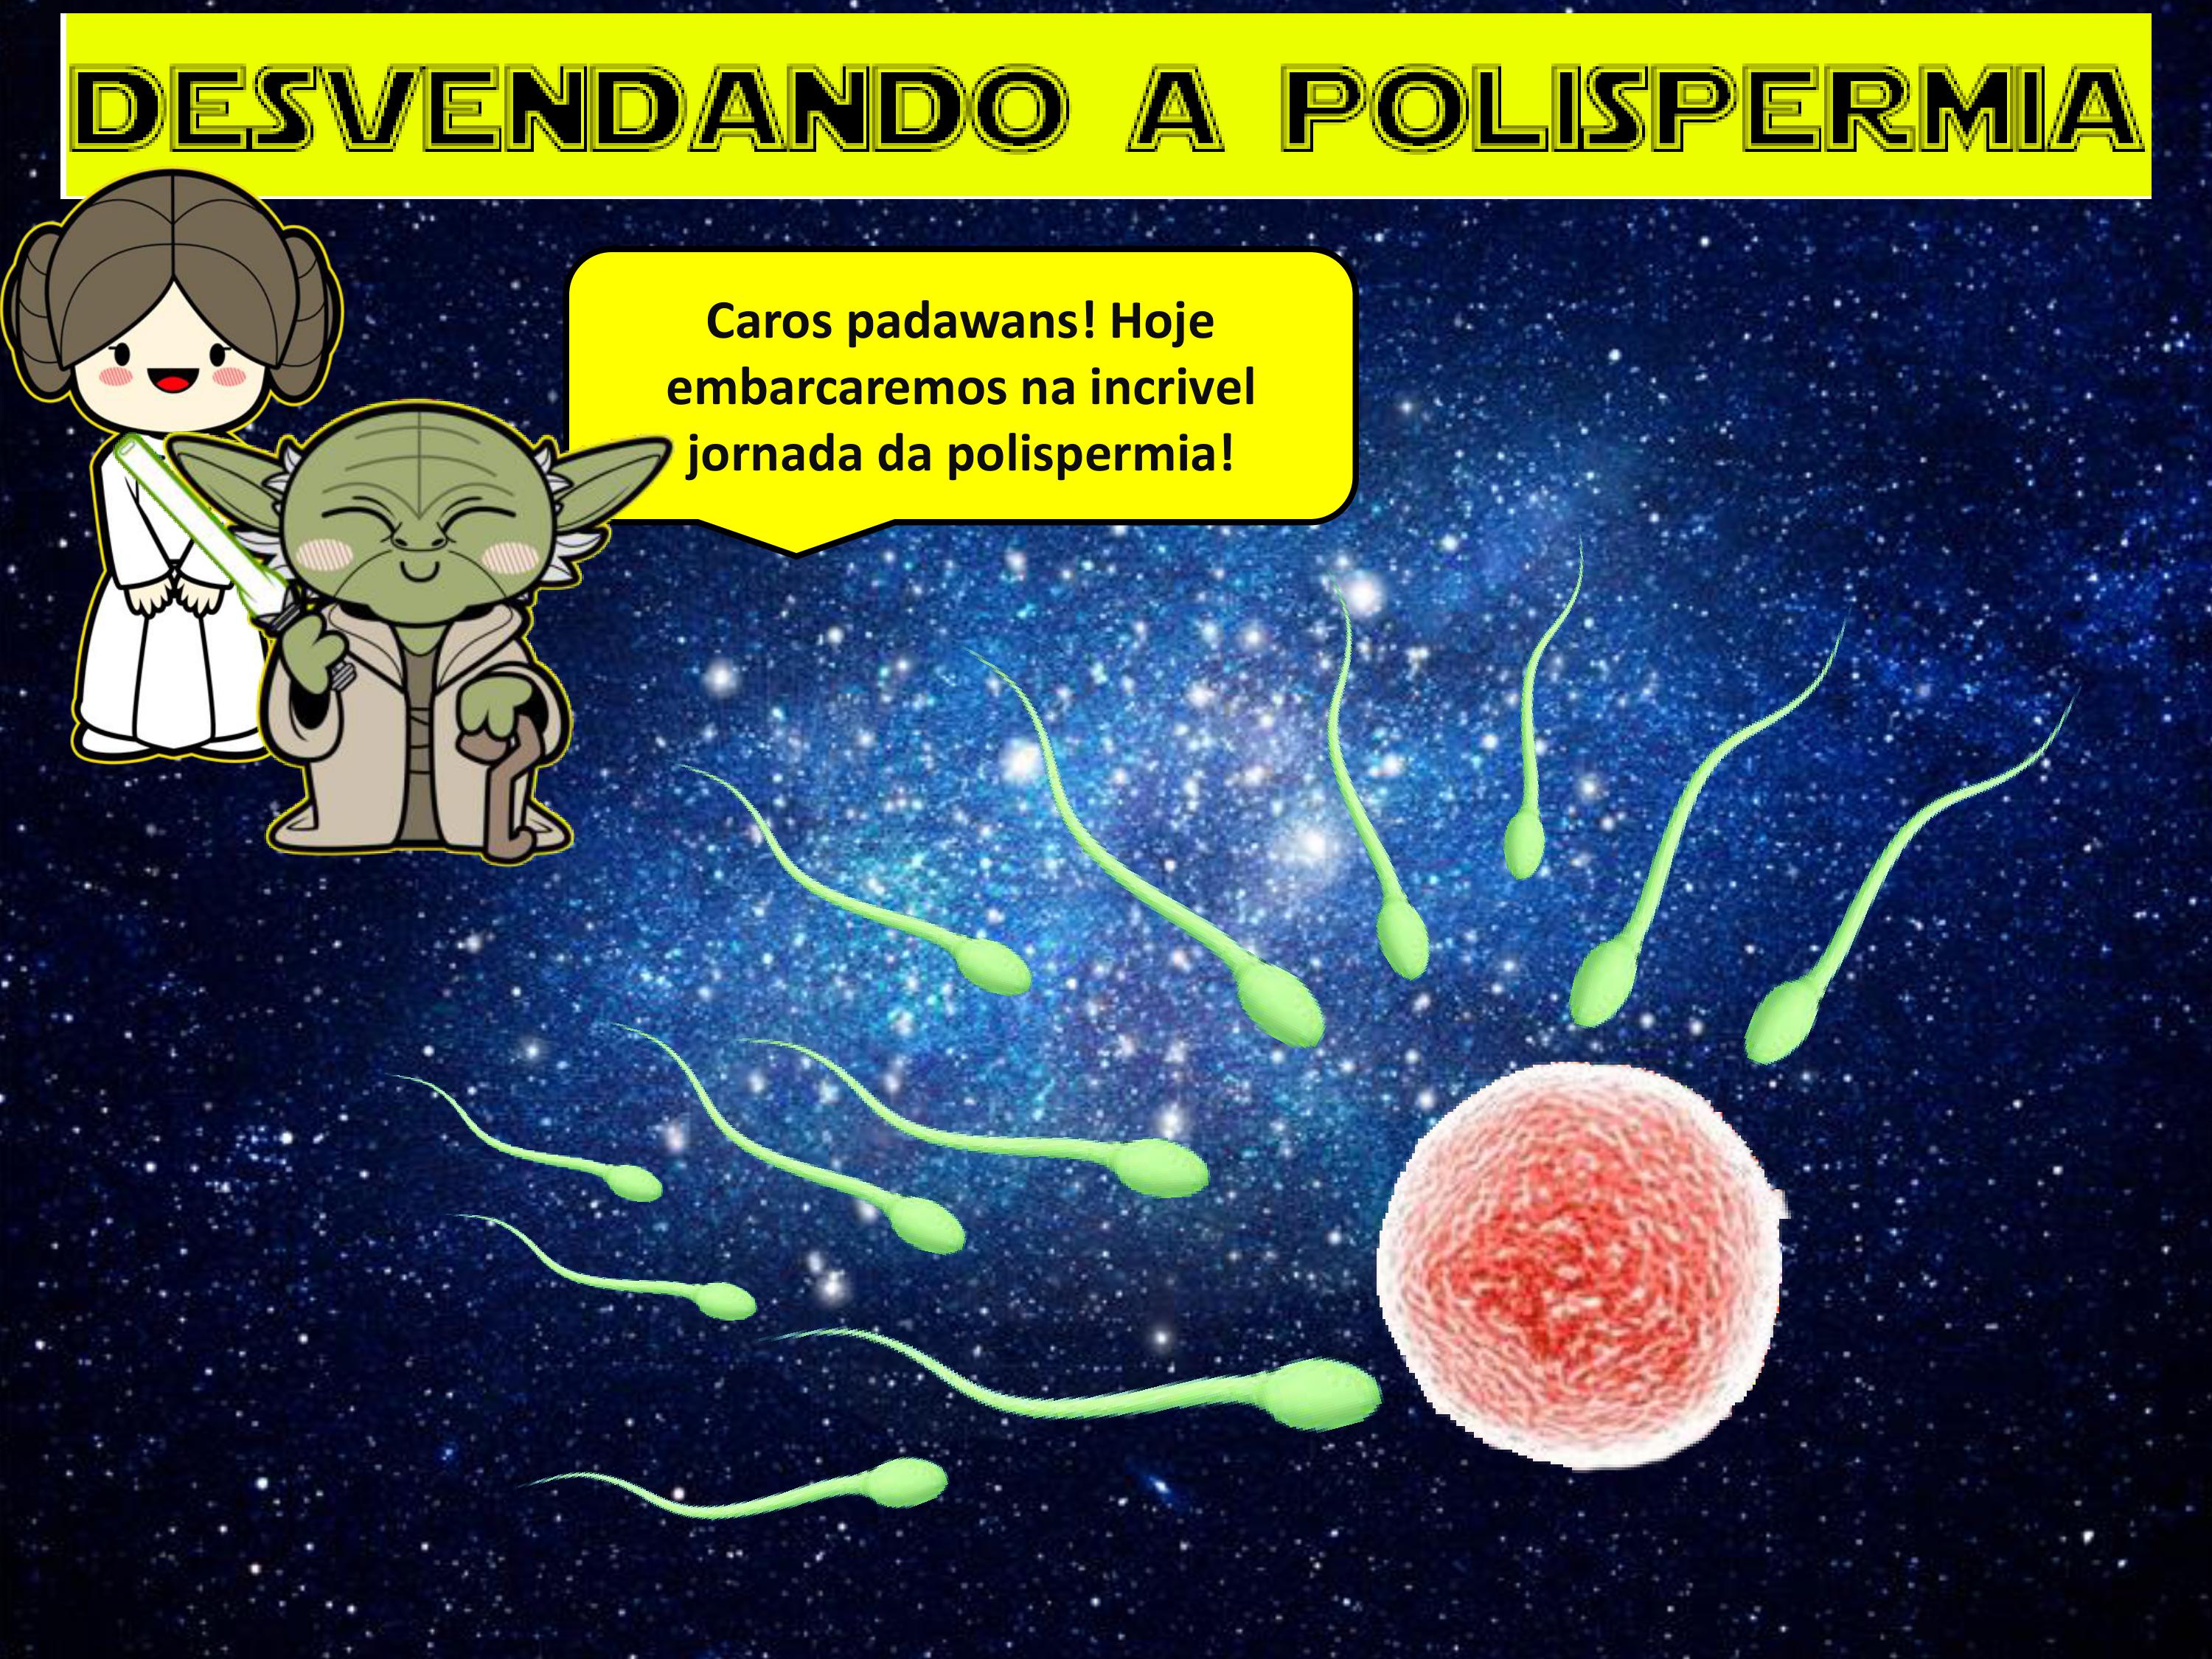 DESVENDANDO A POLISPERMIA
Caros padawans! Hoje
embarcaremos na incrivel
jornada da polispermia!